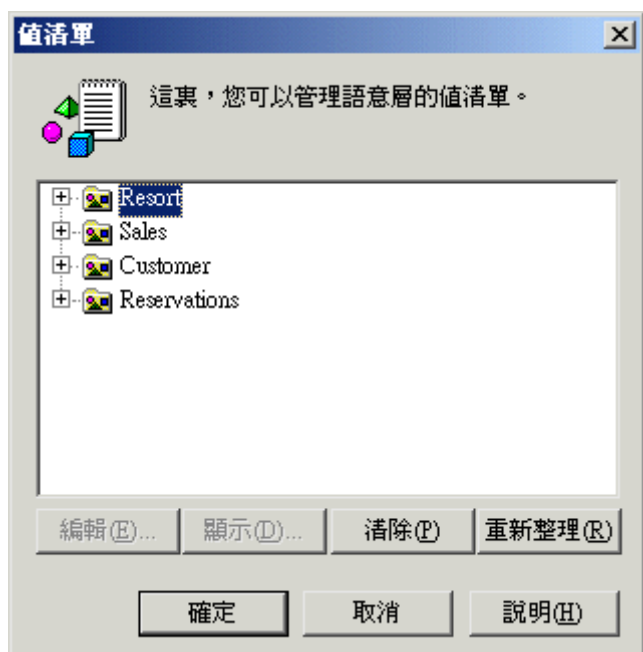 值清單
這裏，您可以管理語意層的值清單。
Resort
Sales
Customer
Reservations
編輯(E)... 顯示(D)... 清除(P) 重新整理(R)
確定 取消 說明(H)